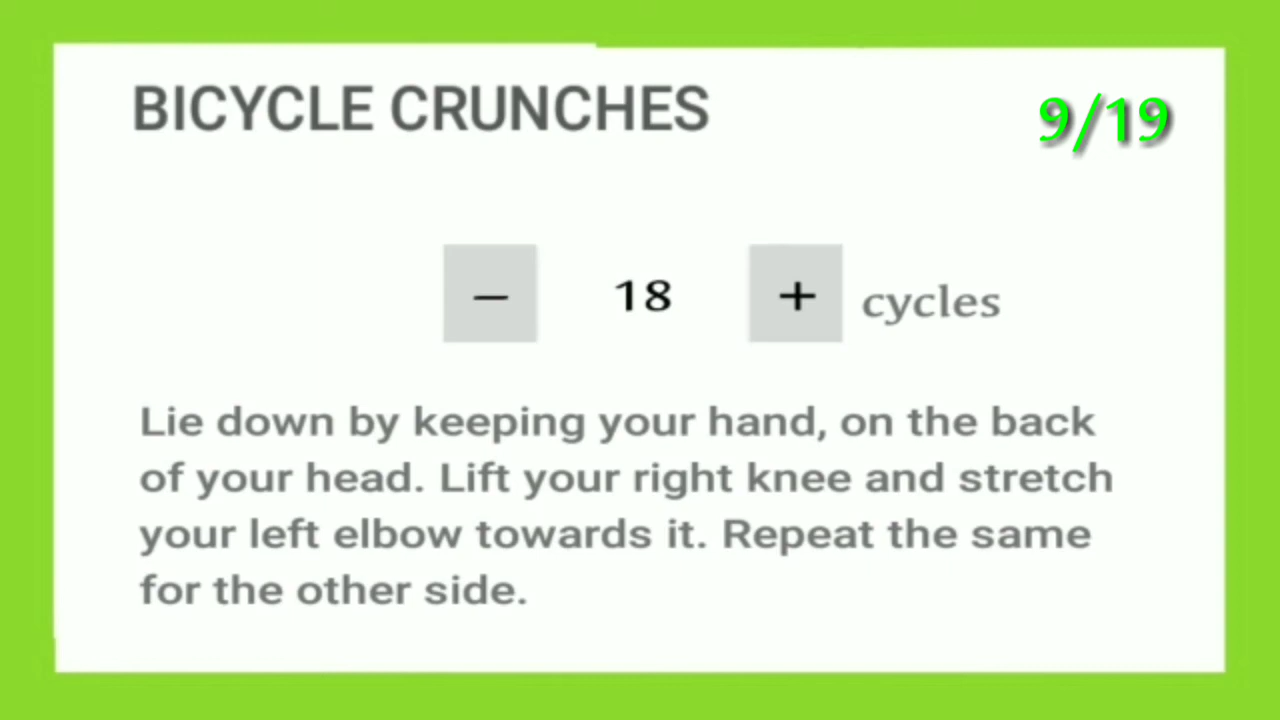 BICYCLE CRUNCHES
9/19
− 18 + cycles
Lie down by keeping your hand, on the back
of your head. Lift your right knee and stretch
your left elbow towards it. Repeat the same
for the other side.